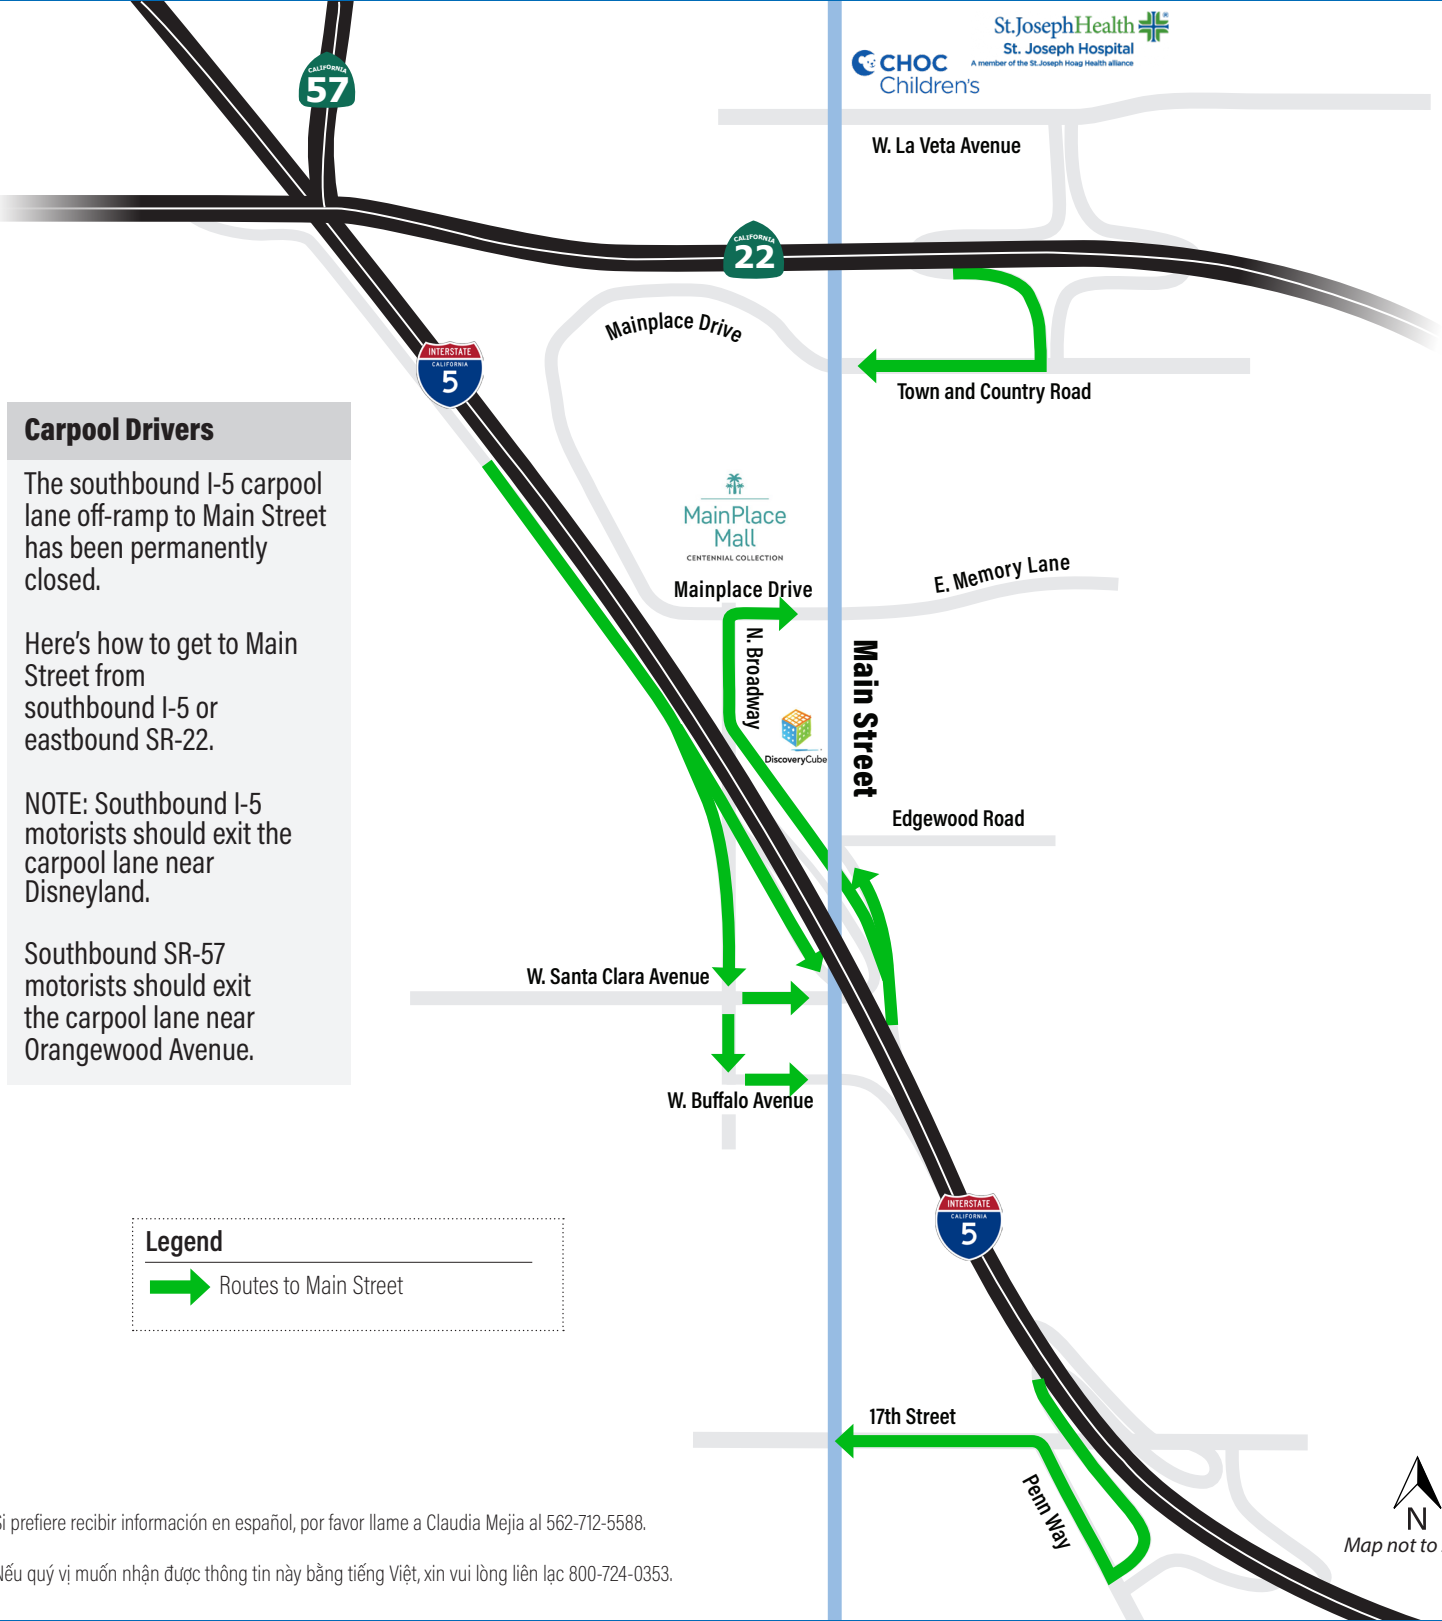 CALIFORNIA
57
St.JosephHealth
St. Joseph Hospital
A member of the St.Joseph Hoag Health alliance
CHOC
Children's
W. La Veta Avenue
CALIFORNIA
22
Mainplace Drive
INTERSTATE
CALIFORNIA
5
Town and Country Road
Carpool Drivers
The southbound I-5 carpool
lane off-ramp to Main Street
has been permanently
closed.
Here's how to get to Main
Street from
southbound I-5 or
eastbound SR-22.
NOTE: Southbound I-5
motorists should exit the
carpool lane near
Disneyland.
Southbound SR-57
motorists should exit
the carpool lane near
Orangewood Avenue.
MainPlace
Mall
CENTENNIAL COLLECTION
Mainplace Drive
E. Memory Lane
N. Broadway
Main Street
DiscoveryCube
Edgewood Road
W. Santa Clara Avenue
W. Buffalo Avenue
INTERSTATE
CALIFORNIA
5
Legend
Routes to Main Street
17th Street
Penn Way
N
Map not to
Si prefiere recibir información en español, por favor llame a Claudia Mejia al 562-712-5588.
Nếu quý vị muốn nhận được thông tin này bằng tiếng Việt, xin vui lòng liên lạc 800-724-0353.